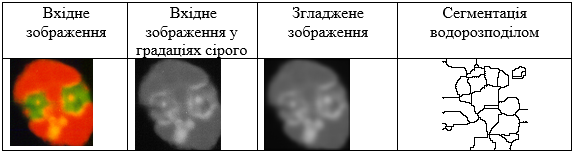 Вхідне
зображення
Вхідне
зображення у
градаціях сірого
Згладжене
зображення
Сегментація
водорозподілом